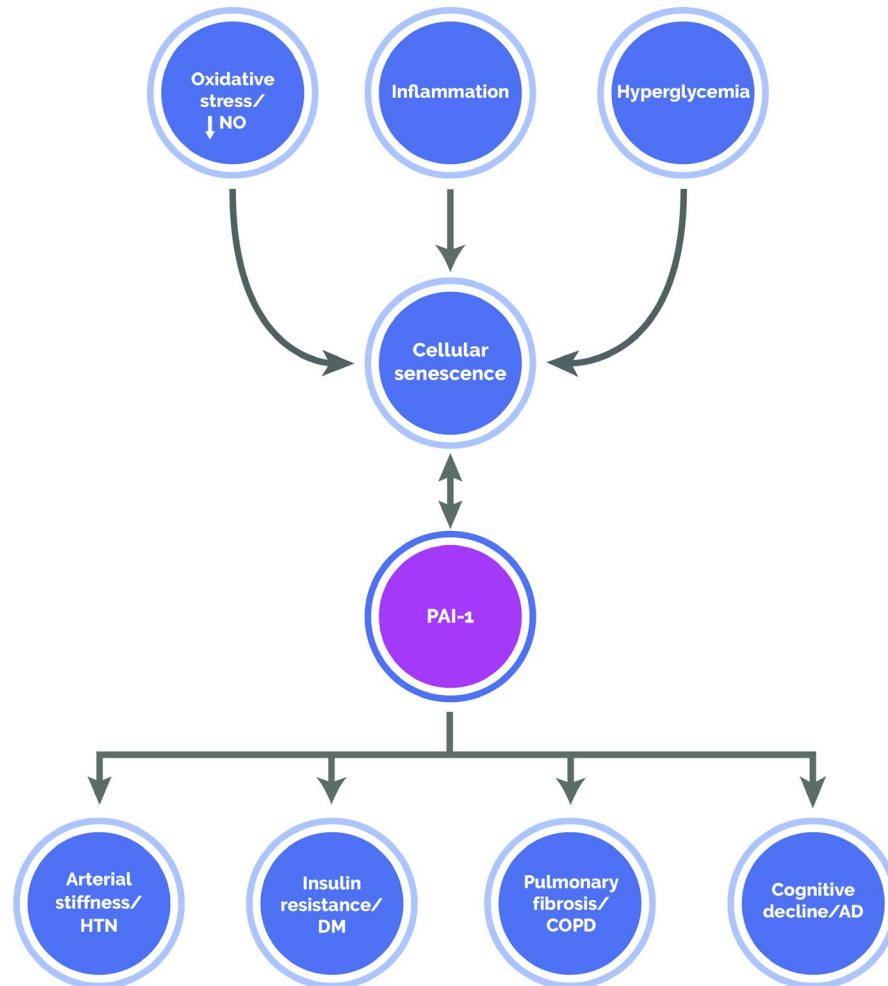 Oxidative
stress/
↓ NO
Inflammation
Hyperglycemia
Cellular
senescence
PAI-1
Arterial
stiffness/
HTN
Insulin
resistance/
DM
Pulmonary
fibrosis/
COPD
Cognitive
decline/AD